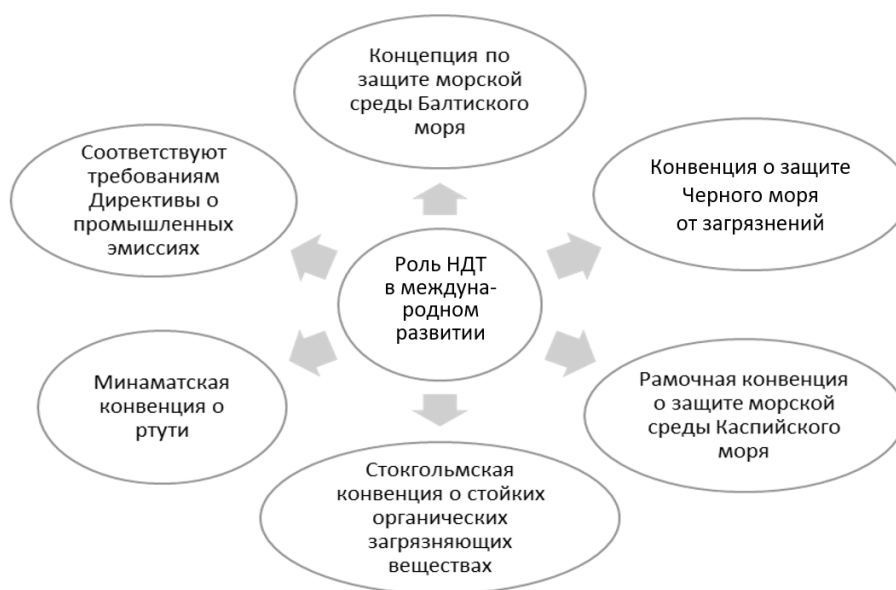 Концепция по
защите морской
среды Балтиского
моря
Соответствуют
требованиям
Директивы о
промышленных
эмиссиях
Конвенция о защите
Черного моря
от загрязнений
Роль НДТ
в междуна-
родном
развитии
Минаматская
конвенция о
ртути
Рамочная конвенция
о защите морской
среды Каспийского
моря
Стокгольмская
конвенция о стойких
органических
загрязняющих
веществах